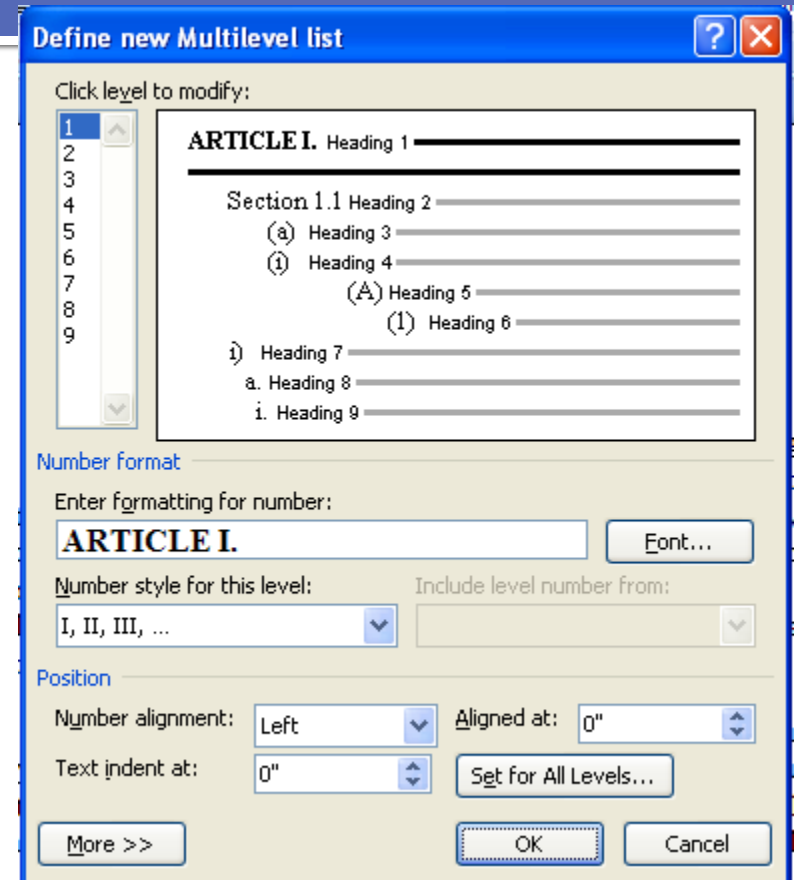 Define new Multilevel list
Click level to modify:
1
2
3
4
5
6
7
8
9
ARTICLE I. Heading 1
Section 1.1 Heading 2
(a) Heading 3
(i) Heading 4
(A) Heading 5
(1) Heading 6
i) Heading 7
a. Heading 8
i. Heading 9
Number format
Enter formatting for number:
ARTICLE I.
Font...
Number style for this level:
Include level number from:
I, II, III, ...
Position
Number alignment:
Left
Aligned at:
0"
Text indent at:
0"
Set for All Levels...
More >>
OK
Cancel